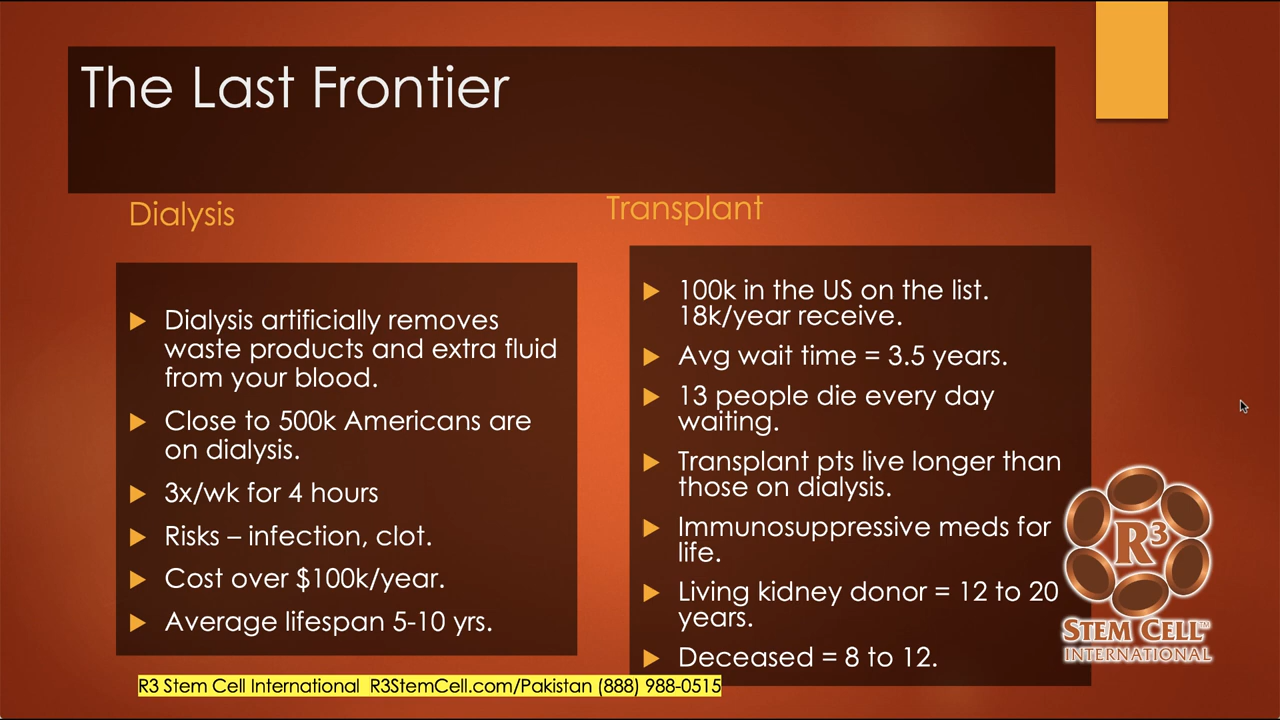 The Last Frontier
Dialysis
Dialysis artificially removes
waste products and extra fluid
from your blood.
Close to 500k Americans are
on dialysis.
3x/wk for 4 hours
Risks – infection, clot.
Cost over $100k/year.
Average lifespan 5-10 yrs.
Transplant
100k in the US on the list.
18k/year receive.
Avg wait time = 3.5 years.
13 people die every day
waiting.
Transplant pts live longer than
those on dialysis.
Immunosuppressive meds for
life.
Living kidney donor = 12 to 20
years.
Deceased = 8 to 12.
R3
STEM CELL™
INTERNATIONAL
R3 Stem Cell International R3StemCell.com/Pakistan (888) 988-0515